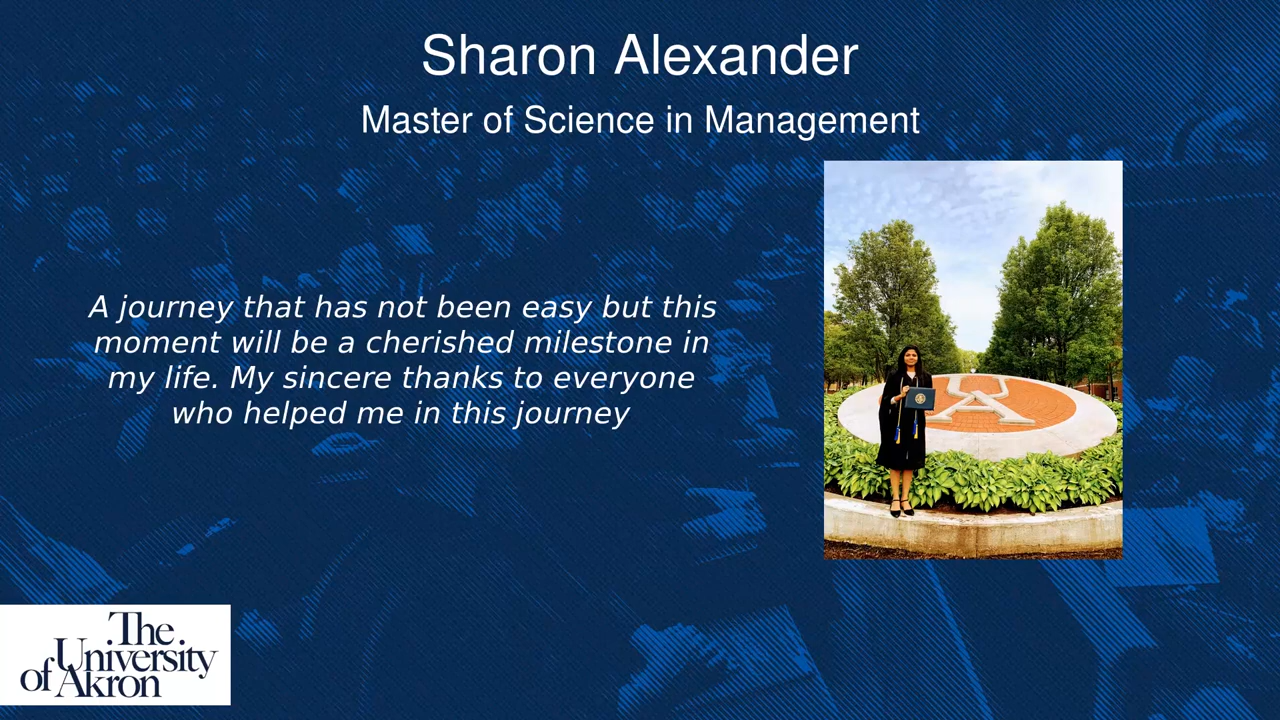 Sharon Alexander
Master of Science in Management
A journey that has not been easy but this
moment will be a cherished milestone in
my life. My sincere thanks to everyone
who helped me in this journey
UA
The
University
of Akron